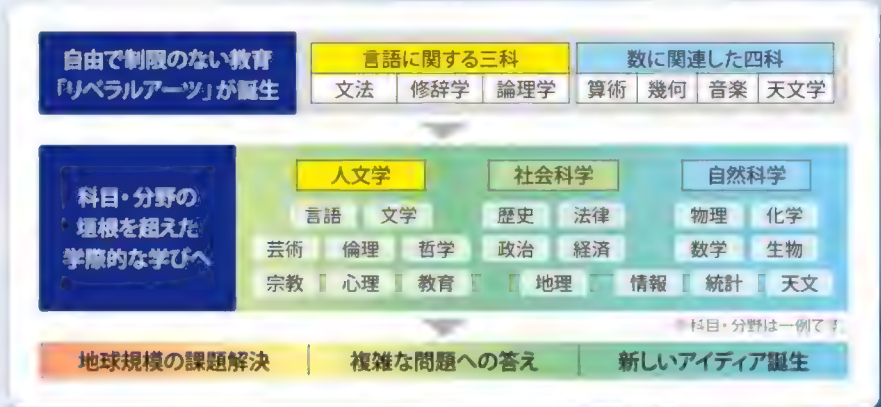 自由で制限のない教育
「リベラルアーツ」が誕生
言語に関する三科
数に関連した四科
文法 修辞学 論理学 算術 幾何 音楽 天文学
科目・分野の
垣根を超えた
学際的な学びへ
人文学 社会科学 自然科学
言語 文学 歴史 法律 物理 化学
芸術 倫理 哲学 政治 経済 数学 生物
宗教 心理 教育 地理 情報 統計 天文
※科目・分野は一例です
地球規模の課題解決 複雑な問題への答え 新しいアイディア誕生